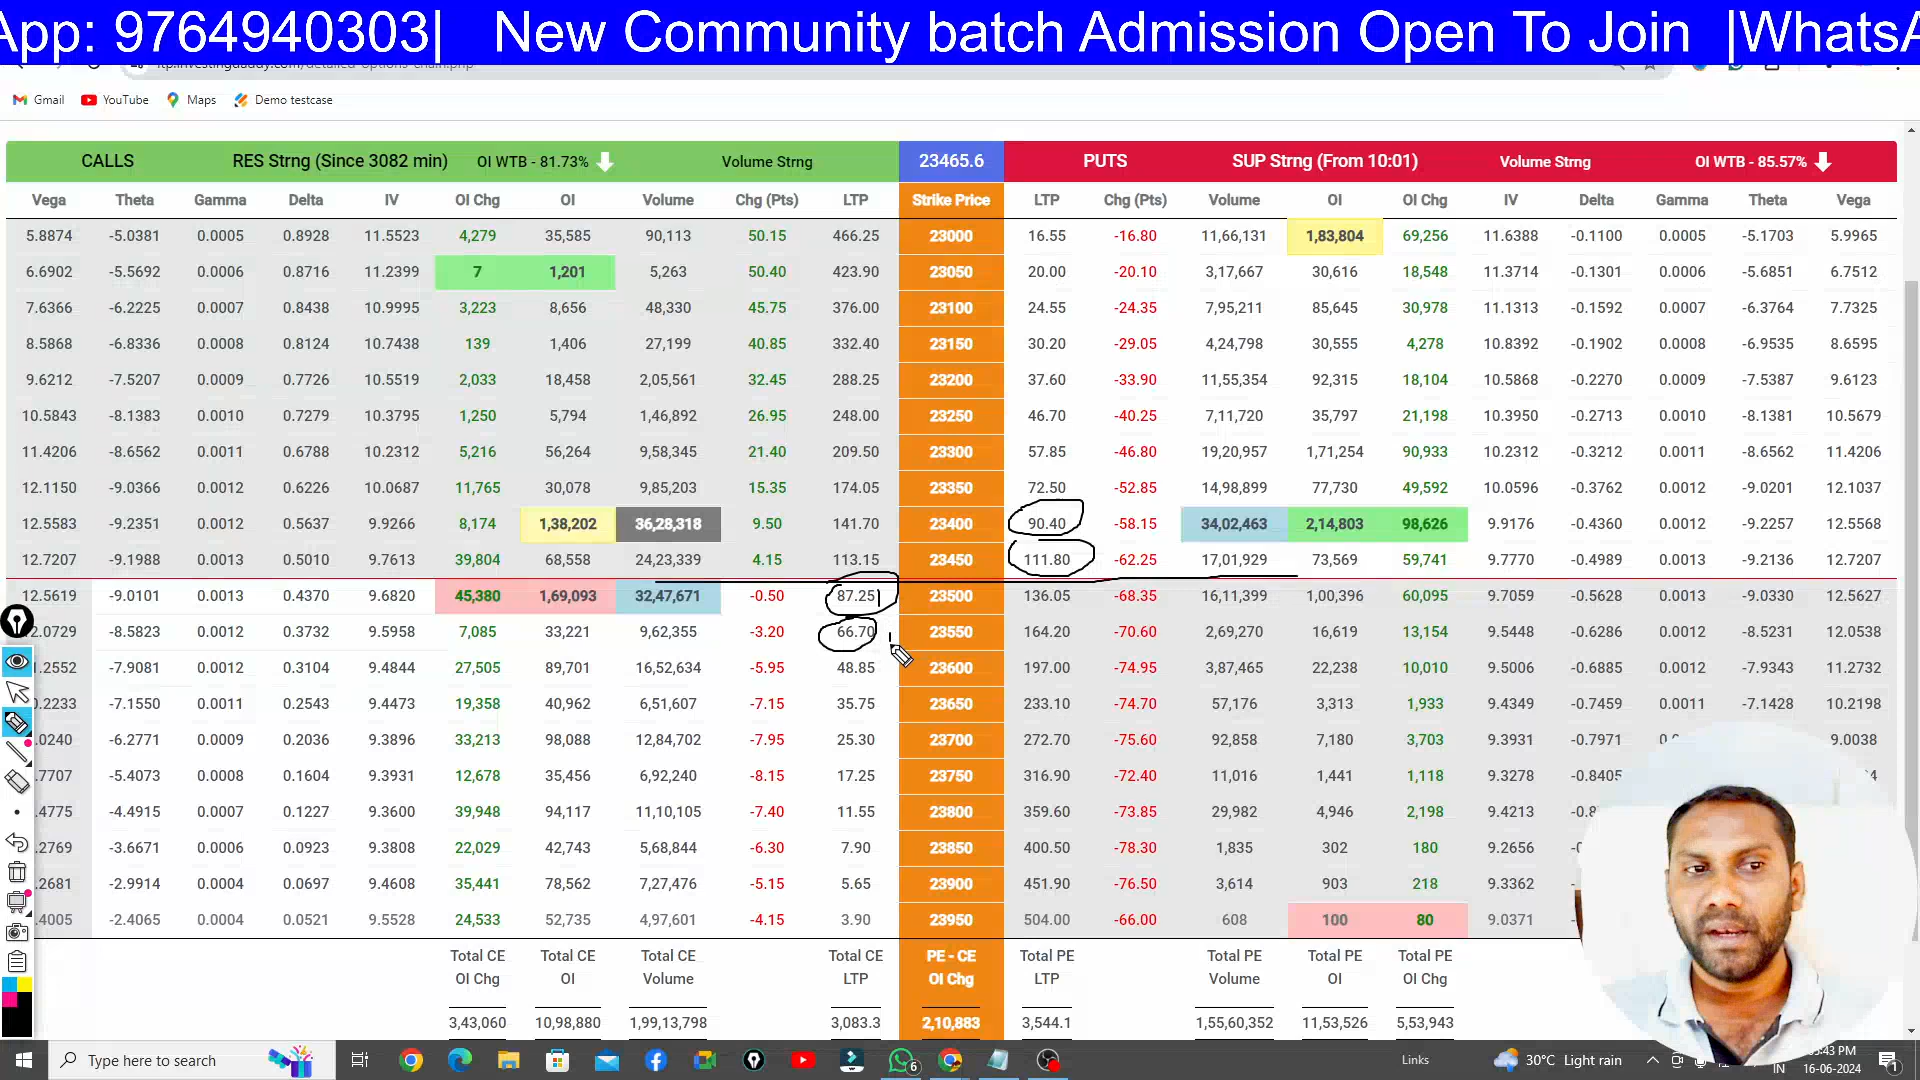 App: 9764940303| New Community batch Admission Open To Join |WhatsA
Gmail YouTube Maps Demo testcase
CALLS RES Strng (Since 3082 min) OI WTB - 81.73% Volume Strng 23465.6 PUTS SUP Strng (From 10:01) Volume Strng OI WTB - 85.57%
Vega Theta Gamma Delta IV OI Chg OI Volume Chg (Pts) LTP Strike Price LTP Chg (Pts) Volume OI OI Chg IV Delta Gamma Theta Vega
5.8874 -5.0381 0.0005 0.8928 11.5523 4,279 35,585 90,113 50.15 466.25 23000 16.55 -16.80 11,66,131 1,83,804 69,256 11.6388 -0.1100 0.0005 -5.1703 5.9965
6.6902 -5.5692 0.0006 0.8716 11.2399 7 1,201 5,263 50.40 423.90 23050 20.00 -20.10 3,17,667 30,616 18,548 11.3714 -0.1301 0.0006 -5.6851 6.7512
7.6366 -6.2225 0.0007 0.8438 10.9995 3,223 8,656 48,330 45.75 376.00 23100 24.55 -24.35 7,95,211 85,645 30,978 11.1313 -0.1592 0.0006 -6.3764 7.7325
8.5868 -6.8336 0.0008 0.8124 10.7438 139 1,406 27,199 40.85 332.40 23150 30.20 -29.05 4,24,798 30,555 4,278 10.8392 -0.1902 0.0008 -6.9535 8.6595
9.6212 -7.5207 0.0009 0.7726 10.5519 2,033 18,458 2,05,561 32.45 288.25 23200 37.60 -33.90 11,55,354 92,315 18,104 10.5868 -0.2270 0.0009 -7.5387 9.6123
10.5843 -8.1383 0.0010 0.7279 10.3795 1,250 5,794 1,46,892 26.95 248.00 23250 46.70 -40.25 7,11,720 35,797 21,198 10.3950 -0.2713 0.0010 -8.1381 10.5679
11.4206 -8.6562 0.0011 0.6788 10.2312 5,216 56,264 9,58,345 21.40 209.50 23300 57.85 -46.80 19,20,957 1,71,254 90,933 10.2312 -0.3212 0.0011 -8.6562 11.4206
12.1150 -9.0366 0.0012 0.6226 10.0687 11,765 30,078 9,85,203 15.35 174.05 23350 72.50 -52.85 14,98,899 77,730 49,592 10.0596 -0.3762 0.0012 -9.0201 12.1037
12.5583 -9.2351 0.0012 0.5637 9.9266 8,174 1,38,202 36,28,318 9.50 141.70 23400 90.40 -58.15 34,02,463 2,14,803 98,626 9.9176 -0.4360 0.0012 -9.2257 12.5568
12.7207 -9.1988 0.0013 0.5010 9.7613 39,804 68,558 24,23,339 4.15 113.15 23450 111.80 -62.25 17,01,929 73,569 59,741 9.7770 -0.4989 0.0013 -9.2136 12.7207
12.5619 -9.0101 0.0013 0.4370 9.6820 45,380 1,69,093 32,47,671 -0.50 87.25 23500 136.05 -68.35 16,11,399 1,00,396 60,095 9.7059 -0.5628 0.0013 -9.0330 12.5627
.0729 -8.5823 0.0012 0.3732 9.5958 7,085 33,221 9,62,355 -3.20 66.70 23550 164.20 -70.60 2,69,270 16,619 13,154 9.5448 -0.6286 0.0012 -8.5231 12.0538
.2552 -7.9081 0.0012 0.3104 9.4844 27,505 89,701 16,52,634 -5.95 48.85 23600 197.00 -74.95 3,87,465 22,238 10,010 9.5006 -0.6885 0.0012 -7.9343 11.2732
.2233 -7.1550 0.0011 0.2543 9.4473 19,358 40,962 6,51,607 -7.15 35.75 23650 233.10 -74.70 57,176 3,313 1,933 9.4349 -0.7459 0.0011 -7.1428 10.2198
.0240 -6.2771 0.0009 0.2036 9.3896 33,213 98,088 12,84,702 -7.95 25.30 23700 272.70 -75.60 92,858 7,180 3,703 9.3931 -0.7971 9.0038
.7707 -5.4073 0.0008 0.1604 9.3931 12,678 35,456 6,92,240 -8.15 17.25 23750 316.90 -72.40 11,016 1,441 1,118 9.3278 -0.8405
.4775 -4.4915 0.0007 0.1227 9.3600 39,948 94,117 11,10,105 -7.40 11.55 23800 359.60 -73.85 29,982 4,946 2,198 9.4213
.2769 -3.6671 0.0006 0.0923 9.3808 22,029 42,743 5,68,844 -6.30 7.90 23850 400.50 -78.30 1,835 302 180 9.2656
.2681 -2.9914 0.0004 0.0697 9.4608 35,441 78,562 7,27,476 -5.15 5.65 23900 451.90 -76.50 3,614 903 218 9.3362
.4005 -2.4065 0.0004 0.0521 9.5528 24,533 52,735 4,97,601 -4.15 3.90 23950 504.00 -66.00 608 100 80 9.0371
Total CE Total CE Total CE Total CE PE - CE Total PE Total PE Total PE Total PE
OI Chg OI Volume LTP OI Chg LTP Volume OI OI Chg
3,43,060 10,98,880 1,99,13,798 3,083.3 2,10,883 3,544.1 1,55,60,352 11,53,526 5,53,943
Type here to search 6 Links 30°C Light rain :43 PM
IN 16-06-2024 1